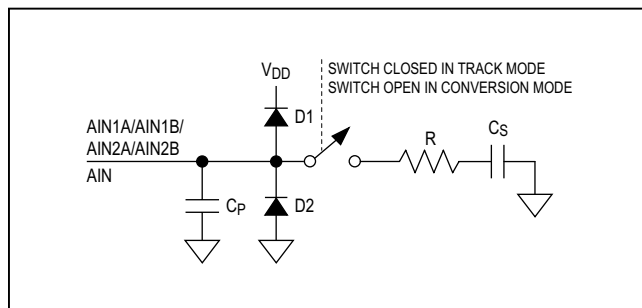 VDD
SWITCH CLOSED IN TRACK MODE
SWITCH OPEN IN CONVERSION MODE
D1
AIN1A/AIN1B/
AIN2A/AIN2B
AIN
R
CS
CP
D2